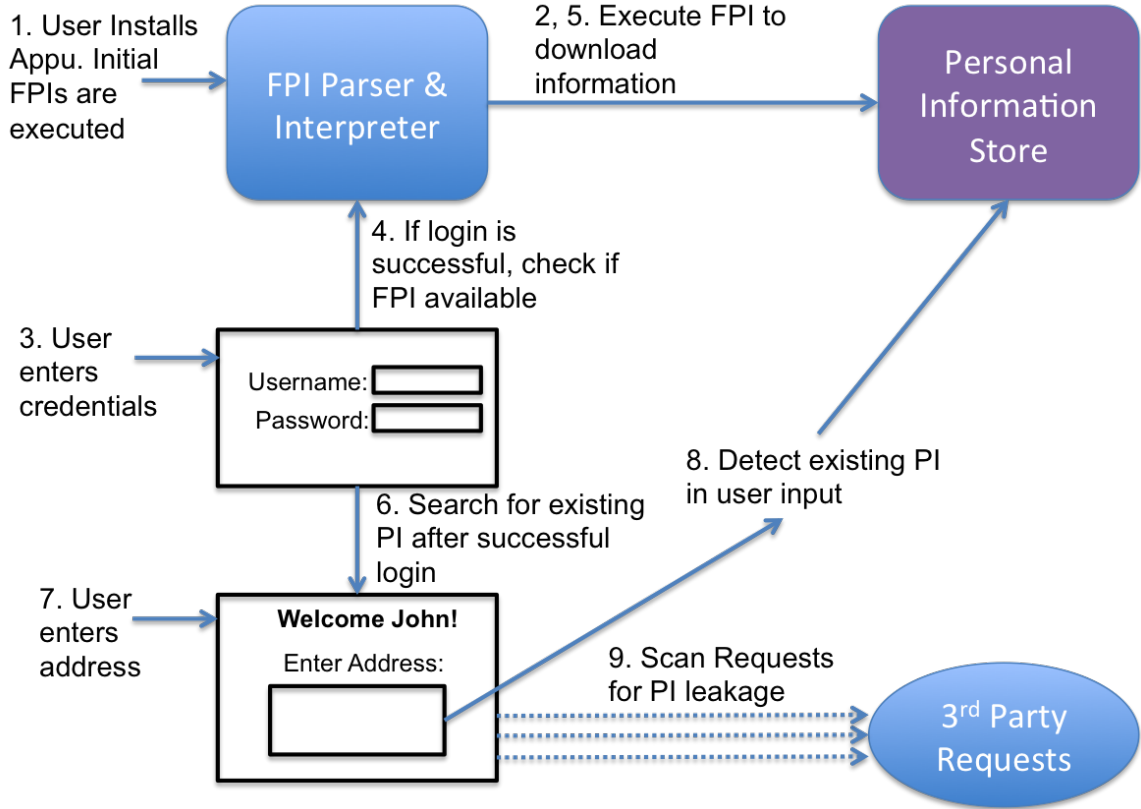 1. User Installs
Appu. Initial
FPIs are
executed
FPI Parser &
Interpreter
2, 5. Execute FPI to
download
information
Personal
Information
Store
4. If login is
successful, check if
FPI available
3. User
enters
credentials
Username:
Password:
8. Detect existing PI
in user input
6. Search for existing
PI after successful
login
7. User
enters
address
Welcome John!
Enter Address:
9. Scan Requests
for PI leakage
3rd Party
Requests